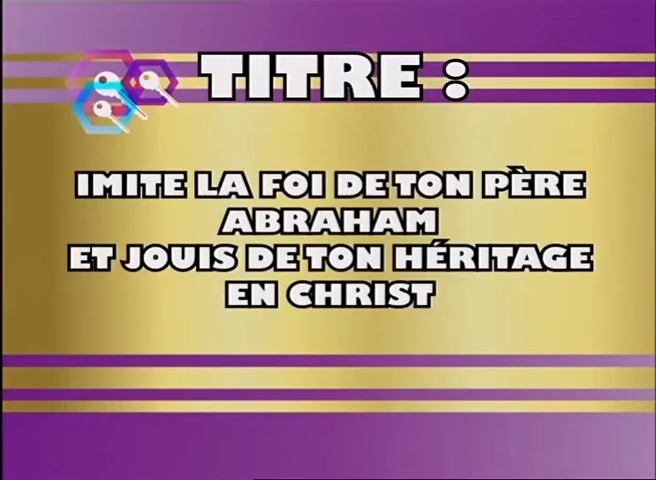 TITRE :
IMITE LA FOI DE TON PÈRE
ABRAHAM
ET JOUIS DE TON HÉRITAGE
EN CHRIST